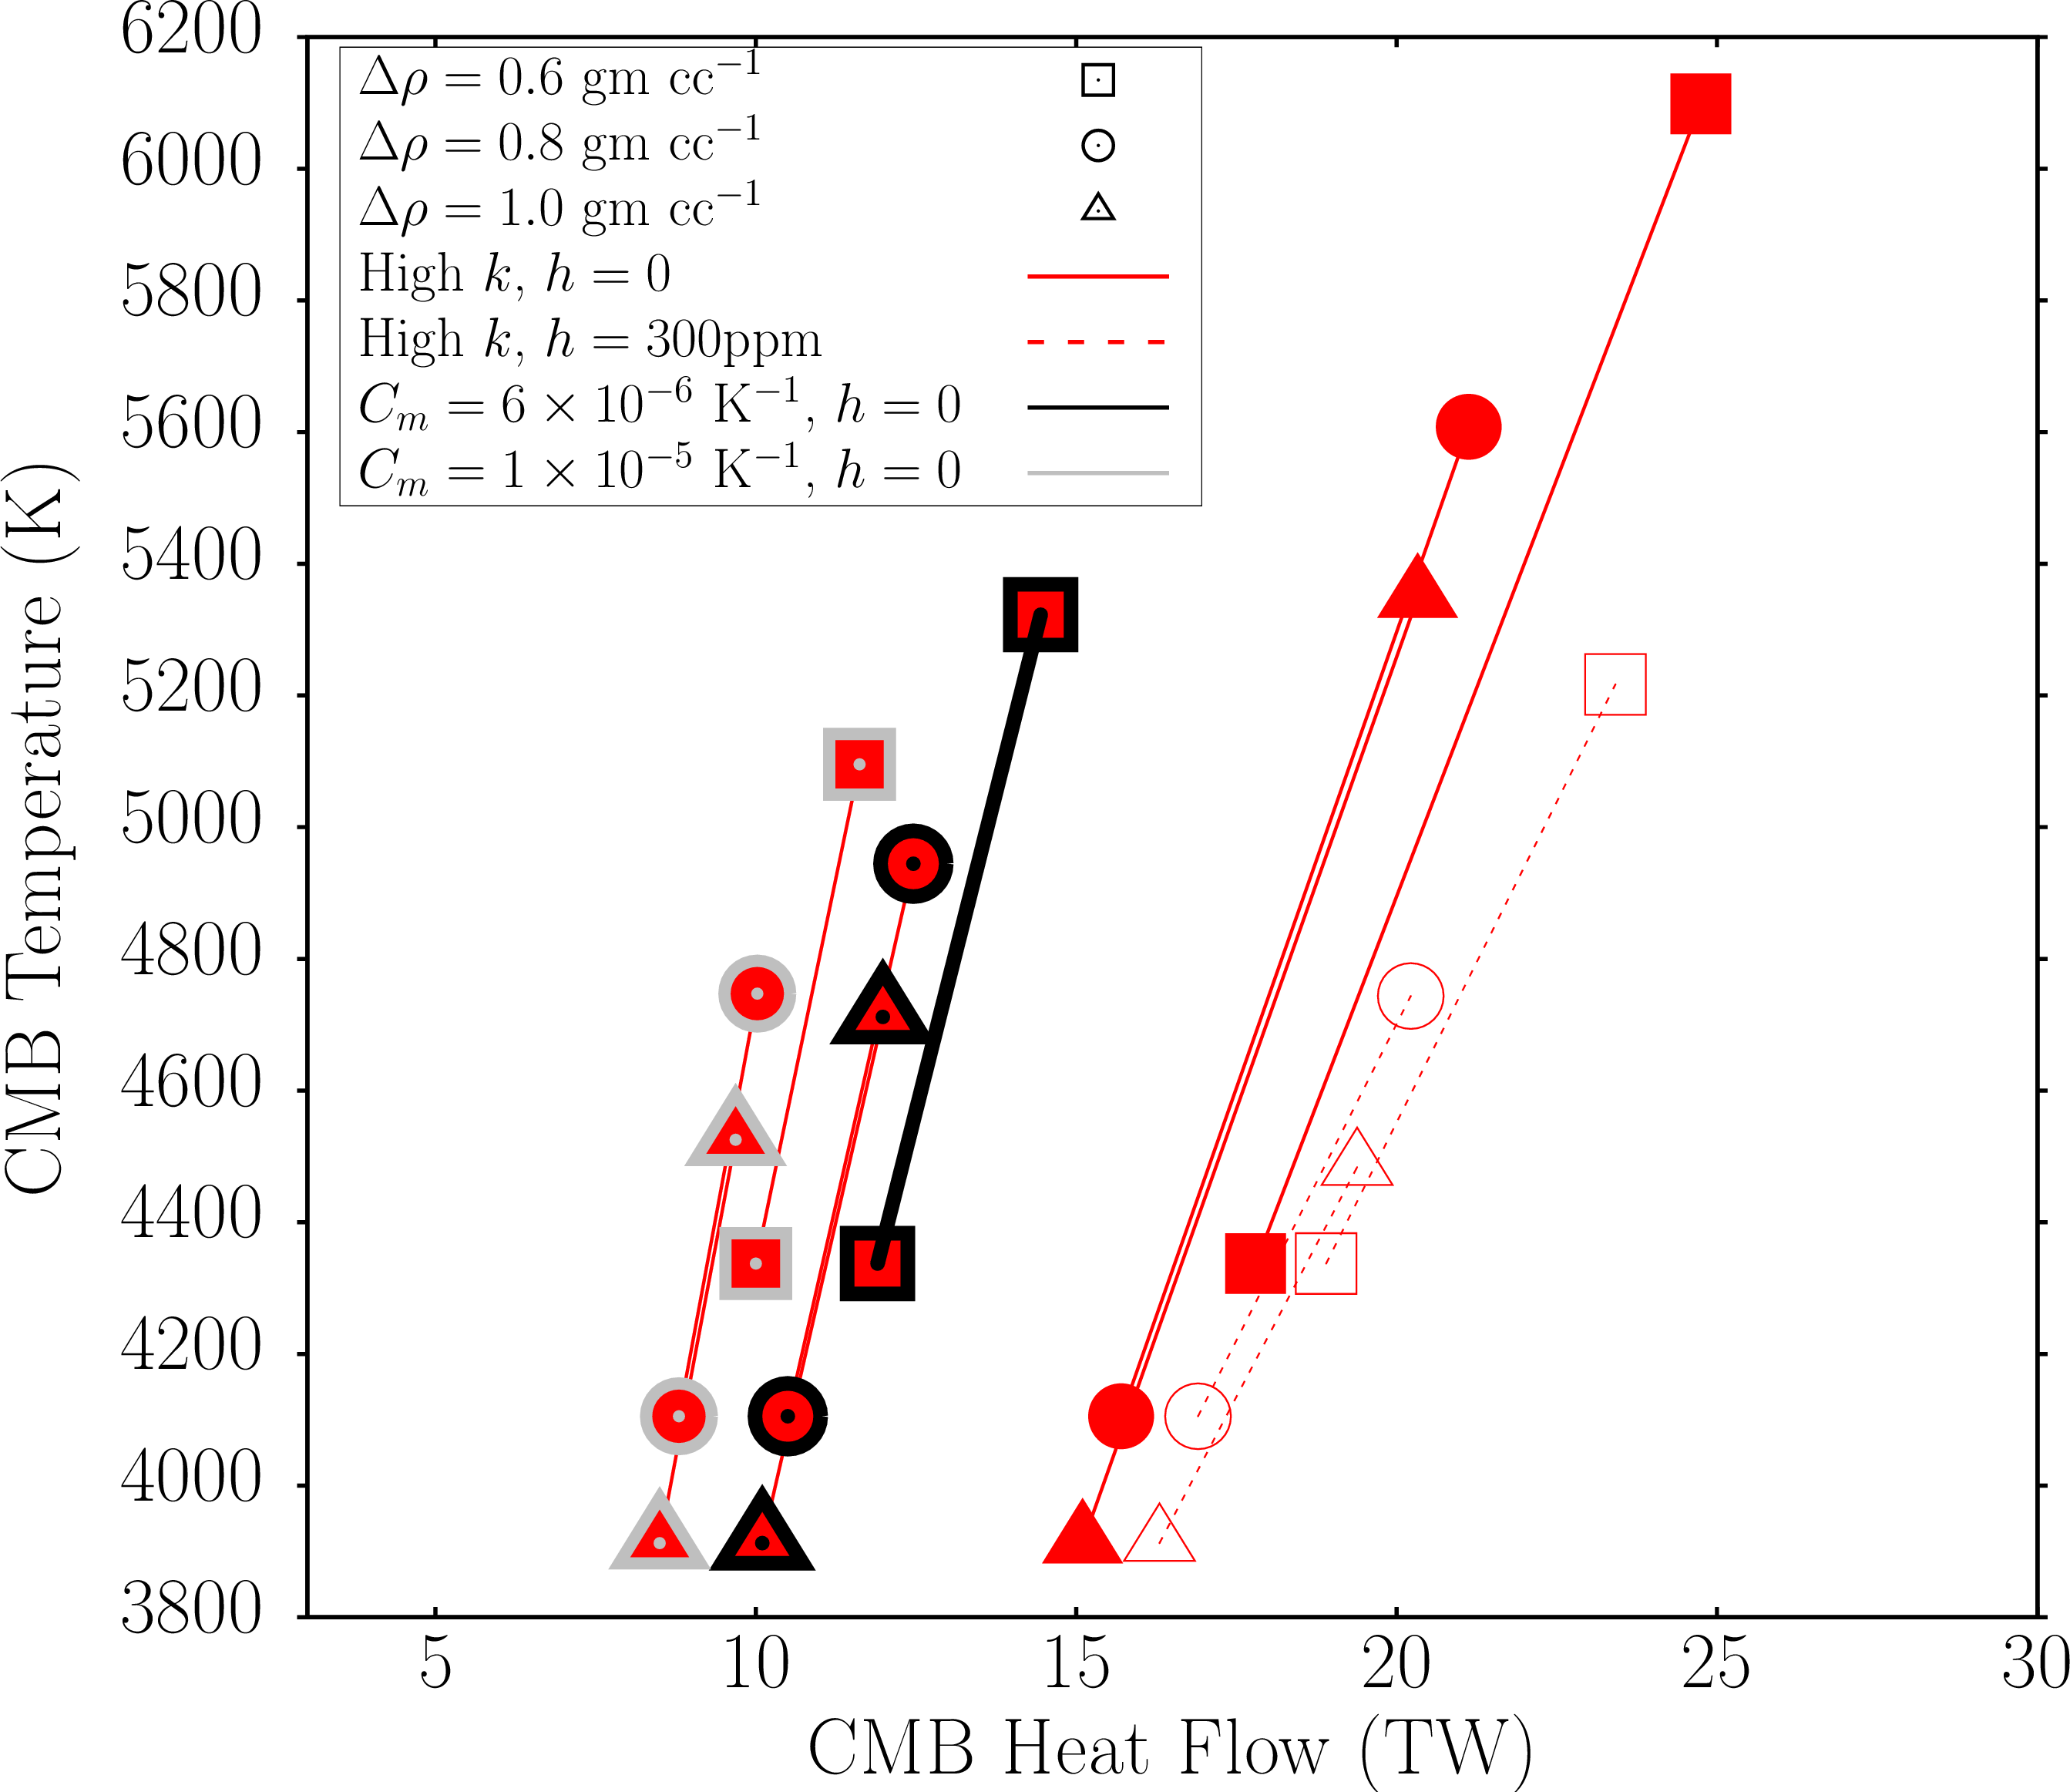 6200
6000
5800
5600
5400
5200
5000
4800
4600
4400
4200
4000
3800
CMB Temperature (K)
Δρ = 0.6 gm cc⁻¹
Δρ = 0.8 gm cc⁻¹
Δρ = 1.0 gm cc⁻¹
High k, h = 0
High k, h = 300ppm
Cₘ = 6 × 10⁻⁶ K⁻¹, h = 0
Cₘ = 1 × 10⁻⁵ K⁻¹, h = 0
5 10 15 20 25 30
CMB Heat Flow (TW)